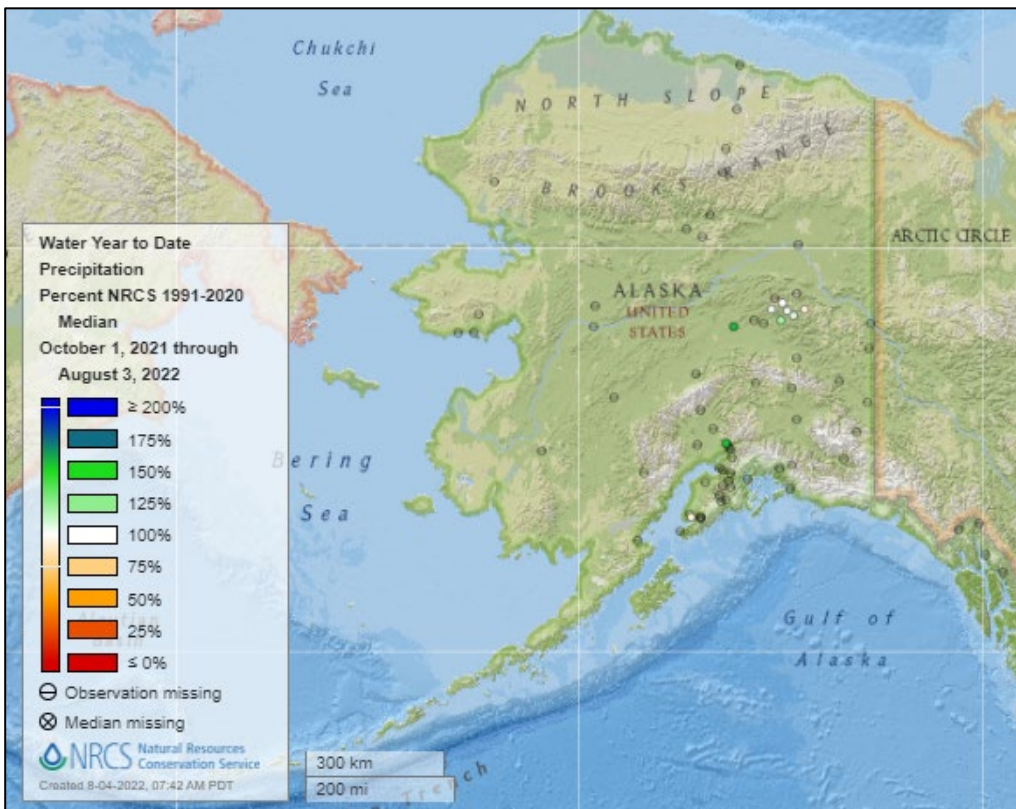 Chukchi
Sea
NORTH SLOPE
BROOKS RANGE
ARCTIC CIRCLE
ALASKA
UNITED
STATES
Bering
Sea
Gulf of
Alaska
Trench
Water Year to Date
Precipitation
Percent NRCS 1991-2020
Median
October 1, 2021 through
August 3, 2022
≥ 200%
175%
150%
125%
100%
75%
50%
25%
≤ 0%
Observation missing
Median missing
NRCS Natural Resources
Conservation Service
Created 8-04-2022, 07:42 AM PDT
300 km
200 mi